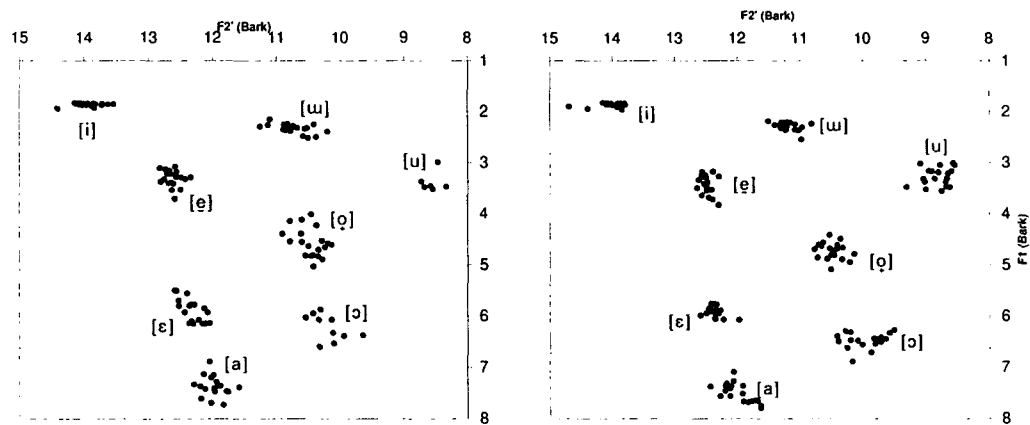 F2' (Bark)
15 14 13 12 11 10 9 8
1
2
3
4
5
6
7
8
[i]
[ɯ]
[u]
[e̞]
[o̟]
[ɛ]
[ɔ]
[a]
F2' (Bark)
15 14 13 12 11 10 9 8
1
2
3
4
5
6
7
8
F1 (Bark)
[i]
[ɯ]
[u]
[e̞]
[o̟]
[ɛ]
[ɔ]
[a]